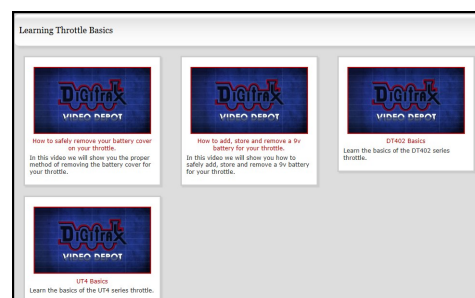 Learning Throttle Basics
DIGITRAX
VIDEO DEPOT
How to safely remove your battery cover
on your throttle.
In this video we will show you the proper
method of removing the battery cover for
your throttle.
DIGITRAX
VIDEO DEPOT
How to add, store and remove a 9v
battery for your throttle.
In this video we will show you how to
safely add, store and remove a 9v battery
for your throttle.
DIGITRAX
VIDEO DEPOT
DT402 Basics
Learn the basics of the DT402 series
throttle.
DIGITRAX
VIDEO DEPOT
UT4 Basics
Learn the basics of the UT4 series throttle.